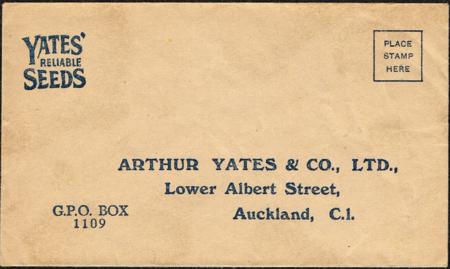 YATES'
RELIABLE
SEEDS
PLACE
STAMP
HERE
ARTHUR YATES & CO., LTD.,
Lower Albert Street,
G.P.O. BOX
1109
Auckland, C.1.